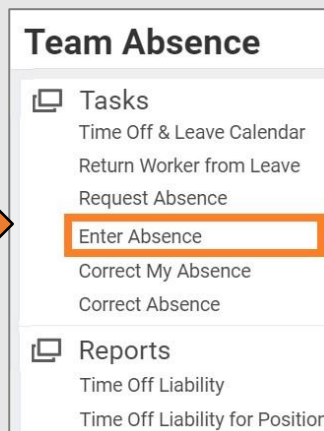 Team Absence
Tasks
Time Off & Leave Calendar
Return Worker from Leave
Request Absence
Enter Absence
Correct My Absence
Correct Absence
Reports
Time Off Liability
Time Off Liability for Position